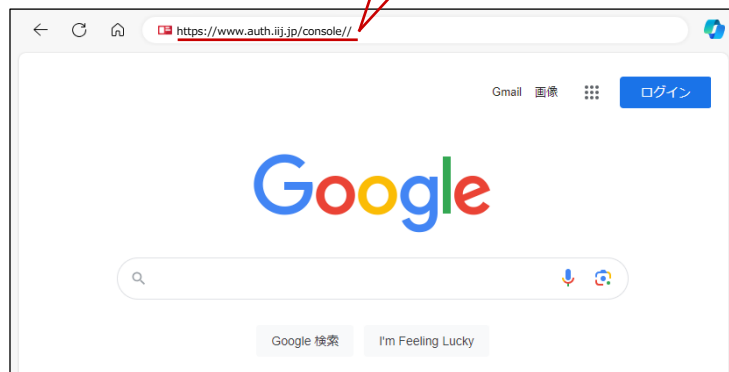 https://www.auth.iij.jp/console//
Gmail 画像 ログイン
Google
Google 検索 I'm Feeling Lucky